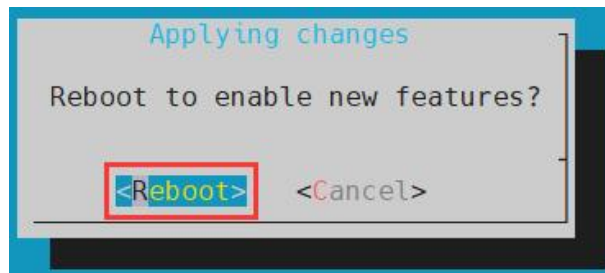 Applying changes
Reboot to enable new features?
<Reboot> <Cancel>